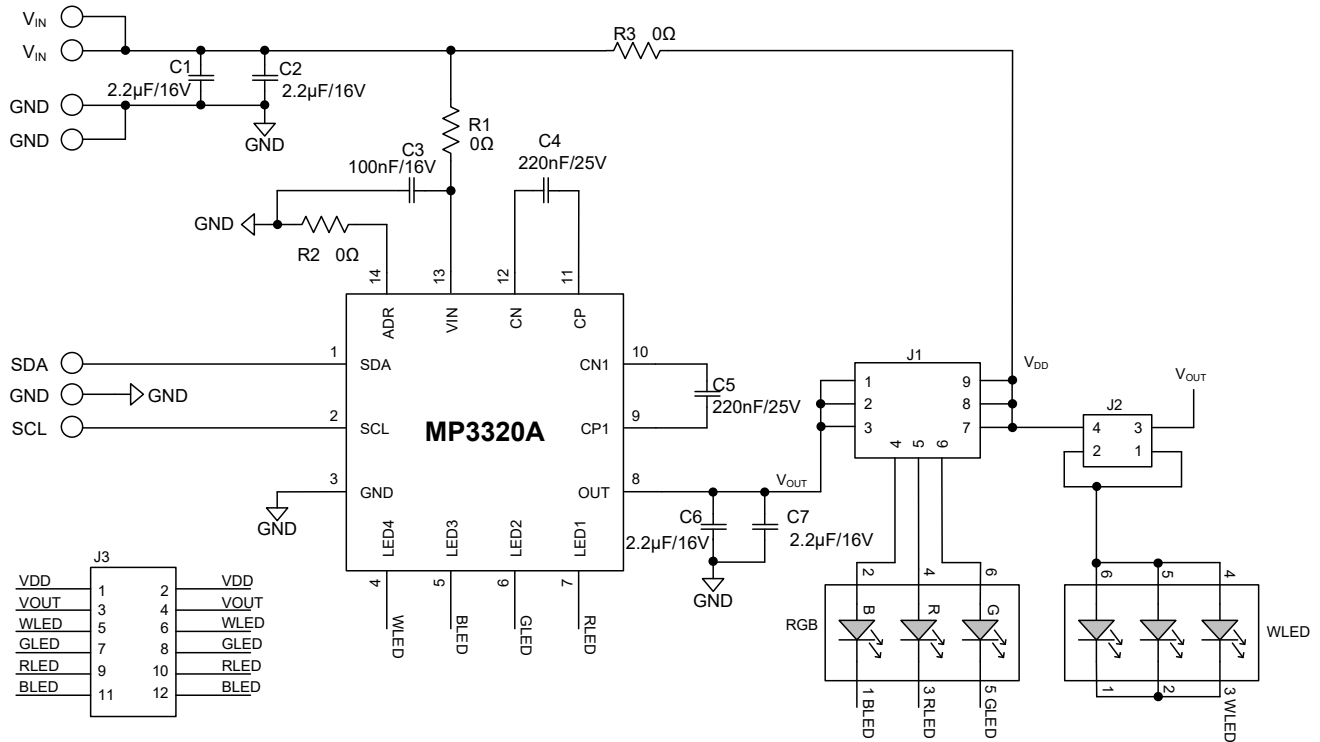 VIN
R3 0Ω
VIN
C1
2.2µF/16V
C2
2.2µF/16V
GND
GND
GND
R1
0Ω
C3
100nF/16V
C4
220nF/25V
GND
R2 0Ω
14
13
12
11
ADR
VIN
CN
CP
SDA
1
SDA
CN1
10
GND
GND
C5
220nF/25V
SCL
2
SCL
MP3320A
CP1
9
3
GND
OUT
8
GND
VOUT
LED4
LED3
LED2
LED1
4
5
6
7
WLED
BLED
GLED
RLED
C6
2.2µF/16V
C7
2.2µF/16V
GND
J1
1
9
2
8
3
7
4
5
6
VDD
VOUT
J2
4
3
2
1
J3
VDD
1
2
VDD
VOUT
3
4
VOUT
WLED
5
6
WLED
GLED
7
8
GLED
RLED
9
10
RLED
BLED
11
12
BLED
2
4
6
RGB
B
R
G
1 BLED
3 RLED
5 GLED
6
5
4
WLED
1
2
3 WLED